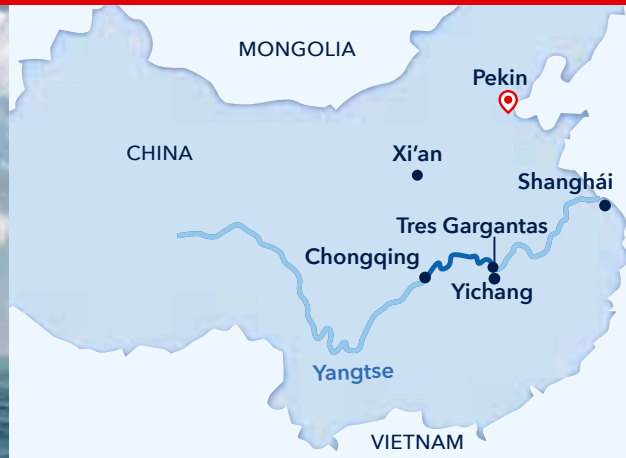 MONGOLIA
Pekin
CHINA
Xi’an
Shanghái
Tres Gargantas
Chongqing
Yichang
Yangtse
VIETNAM